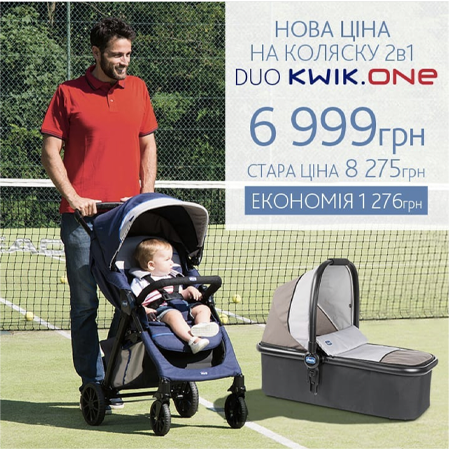 НОВА ЦІНА
НА КОЛЯСКУ 2в1
DUO KWIK.ONE
6 999грн
СТАРА ЦІНА 8 275грн
ЕКОНОМІЯ 1 276грн